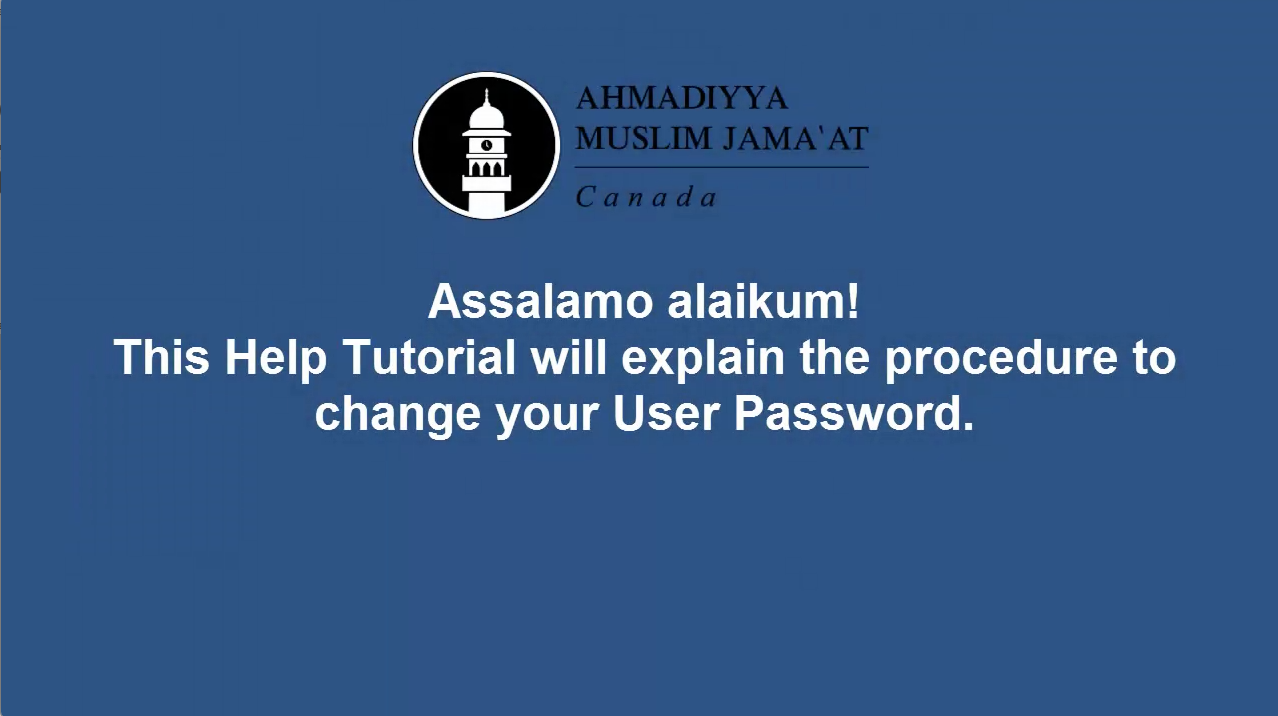 AHMADIYYA
MUSLIM JAMA'AT
Canada
Assalamo alaikum!
This Help Tutorial will explain the procedure to
change your User Password.